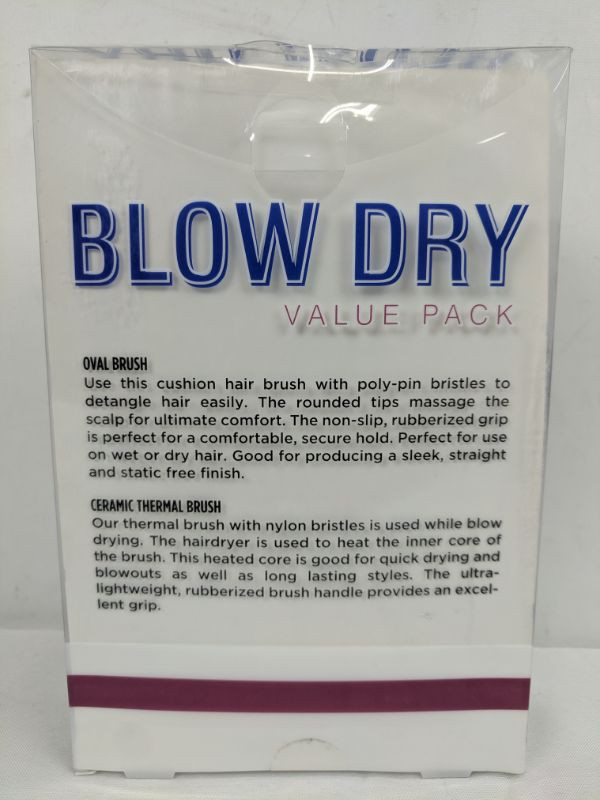 BLOW DRY
VALUE PACK
OVAL BRUSH
Use this cushion hair brush with poly-pin bristles to
detangle hair easily. The rounded tips massage the
scalp for ultimate comfort. The non-slip, rubberized grip
is perfect for a comfortable, secure hold. Perfect for use
on wet or dry hair. Good for producing a sleek, straight
and static free finish.
CERAMIC THERMAL BRUSH
Our thermal brush with nylon bristles is used while blow
drying. The hairdryer is used to heat the inner core of
the brush. This heated core is good for quick drying and
blowouts as well as long lasting styles. The ultra-
lightweight, rubberized brush handle provides an excel-
lent grip.